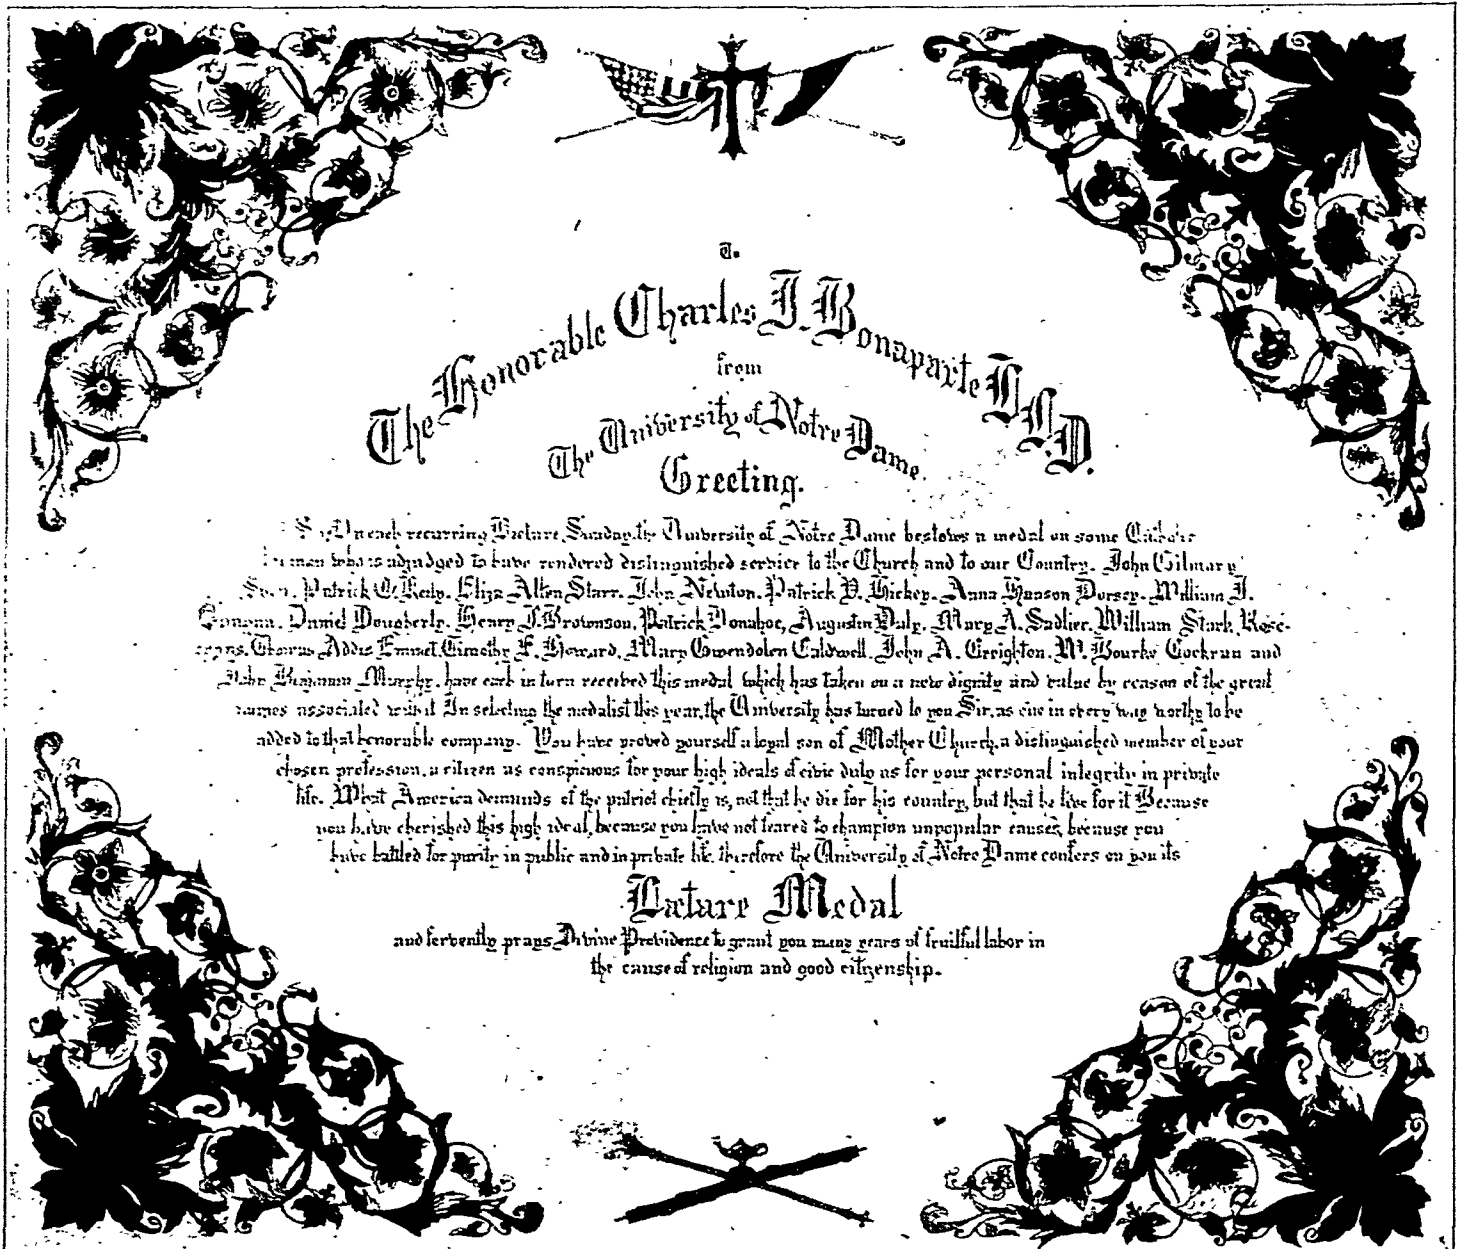 To
The Honorable Charles J. Bonaparte L.L.D.
from
The University of Notre Dame.
Greeting.
On each recurring Laetare Sunday, the University of Notre Dame bestows a medal on some Catholic
who is adjudged to have rendered distinguished service to the Church and to our Country. John Gilmary
Shea. Patrick C. Keely. Eliza Allen Starr. John Newton. Patrick V. Hickey. Anna Hanson Dorsey. William J.
Onahan. Daniel Dougherty. Henry F. Brownson. Patrick Donahoe, Augustin Daly. Mary A. Sadlier. William Stark Rose-
crans. Thomas Addis Emmet. Timothy E. Howard. Mary Gwendolen Caldwell. John A. Creighton. W. Bourke Cockran and
John Benjamin Murphy. have each in turn received this medal which has taken on a new dignity and value by reason of the great
names associated with it In selecting the medalist this year, the University has turned to you Sir, as one in every way worthy to be
added to that honorable company. You have proved yourself a loyal son of Mother Church, a distinguished member of your
chosen profession, a citizen as conspicuous for your high ideals of civic duty as for your personal integrity in private
life. What America demands of the patriot chiefly is, not that he die for his country, but that he live for it Because
you have cherished this high ideal, because you have not feared to champion unpopular causes, because you
have battled for purity in public and in private life, therefore the University of Notre Dame confers on you its
Lætare Medal
and fervently prays Divine Providence to grant you many years of fruitful labor in
the cause of religion and good citizenship.